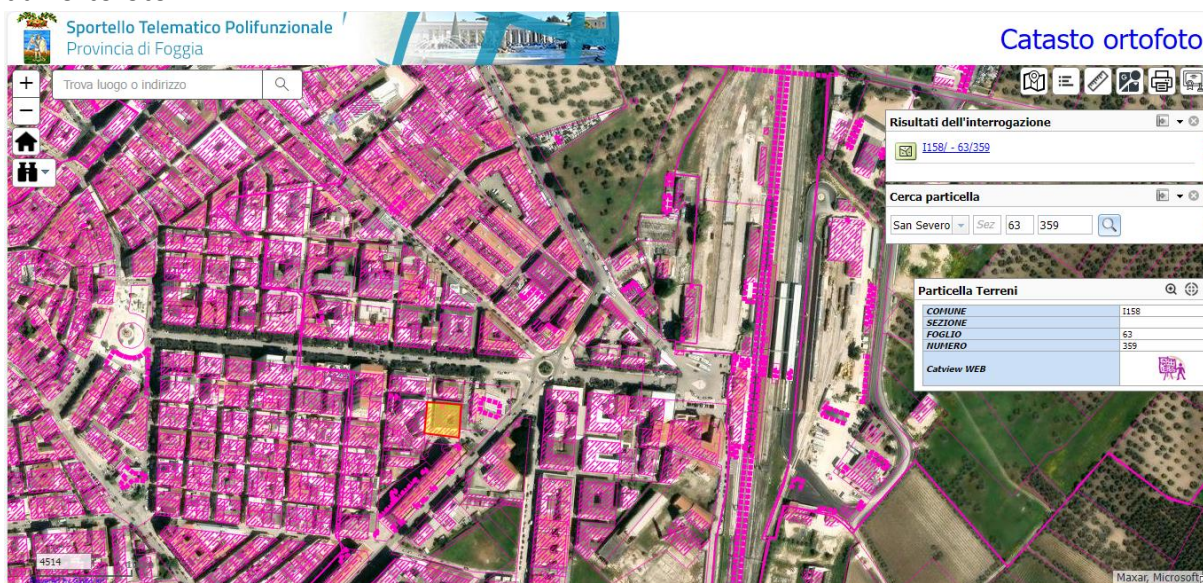 Sportello Telematico Polifunzionale
Provincia di Foggia
Catasto ortofoto
+
Trova luogo o indirizzo
−
Risultati dell'interrogazione
I158/ - 63/359
Cerca particella
San Severo Sez 63 359
Particella Terreni
COMUNE I158
SEZIONE
FOGLIO 63
NUMERO 359
Catview WEB
4514
Maxar, Microsoft